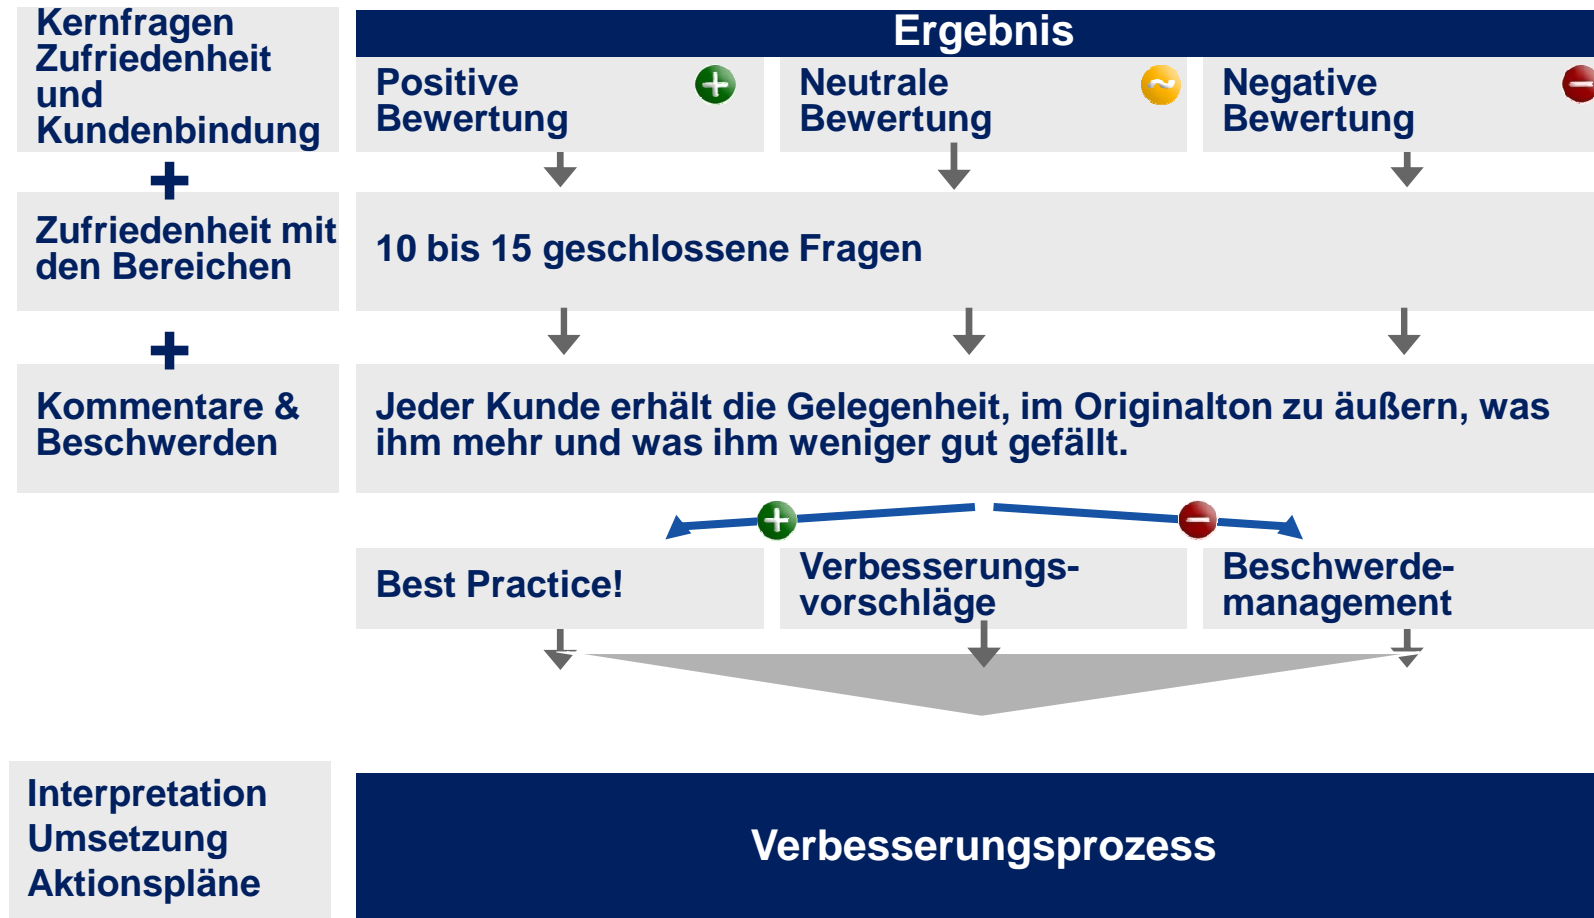 Kernfragen
Zufriedenheit
und
Kundenbindung
Ergebnis
Positive
Bewertung
Neutrale
Bewertung
Negative
Bewertung
Zufriedenheit mit
den Bereichen
10 bis 15 geschlossene Fragen
Kommentare &
Beschwerden
Jeder Kunde erhält die Gelegenheit, im Originalton zu äußern, was
ihm mehr und was ihm weniger gut gefällt.
Best Practice!
Verbesserungs-
vorschläge
Beschwerde-
management
Interpretation
Umsetzung
Aktionspläne
Verbesserungsprozess